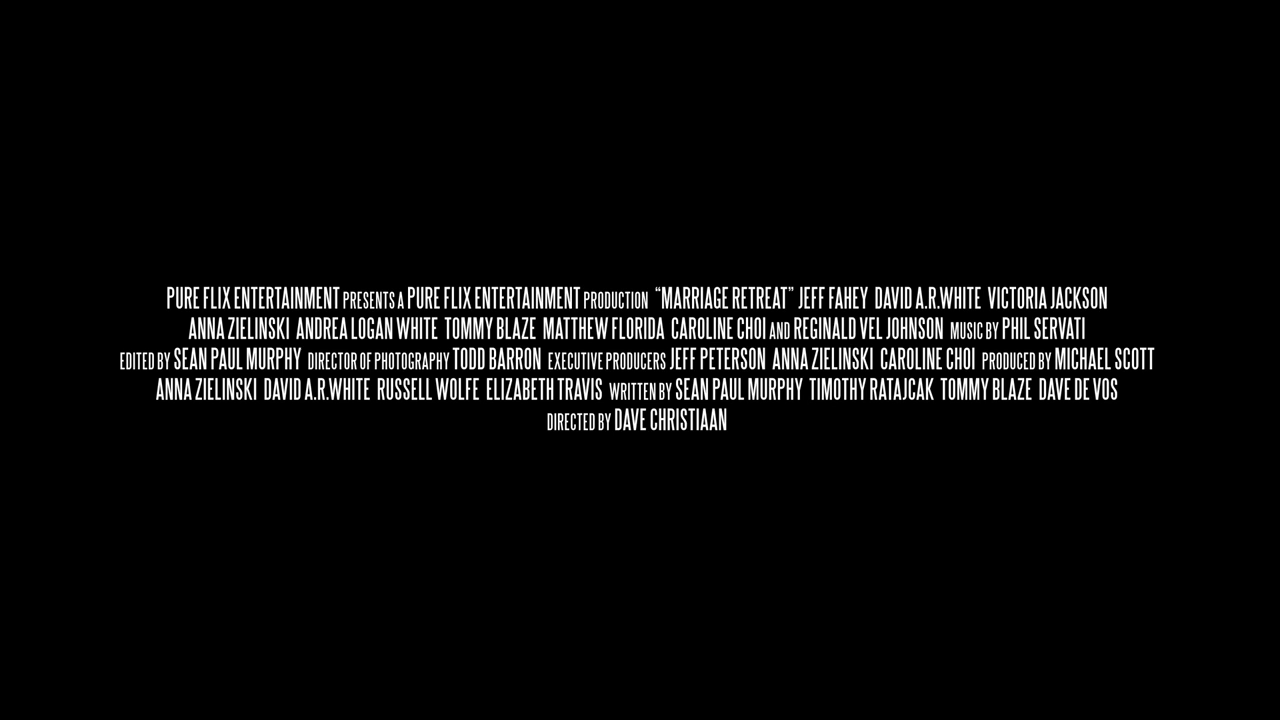 PURE FLIX ENTERTAINMENT PRESENTS A PURE FLIX ENTERTAINMENT PRODUCTION “MARRIAGE RETREAT” JEFF FAHEY DAVID A.R.WHITE VICTORIA JACKSON
ANNA ZIELINSKI ANDREA LOGAN WHITE TOMMY BLAZE MATTHEW FLORIDA CAROLINE CHOI AND REGINALD VEL JOHNSON MUSIC BY PHIL SERVATI
EDITED BY SEAN PAUL MURPHY DIRECTOR OF PHOTOGRAPHY TODD BARRON EXECUTIVE PRODUCERS JEFF PETERSON ANNA ZIELINSKI CAROLINE CHOI PRODUCED BY MICHAEL SCOTT
ANNA ZIELINSKI DAVID A.R.WHITE RUSSELL WOLFE ELIZABETH TRAVIS WRITTEN BY SEAN PAUL MURPHY TIMOTHY RATAJCAK TOMMY BLAZE DAVE DE VOS
DIRECTED BY DAVE CHRISTIAAN